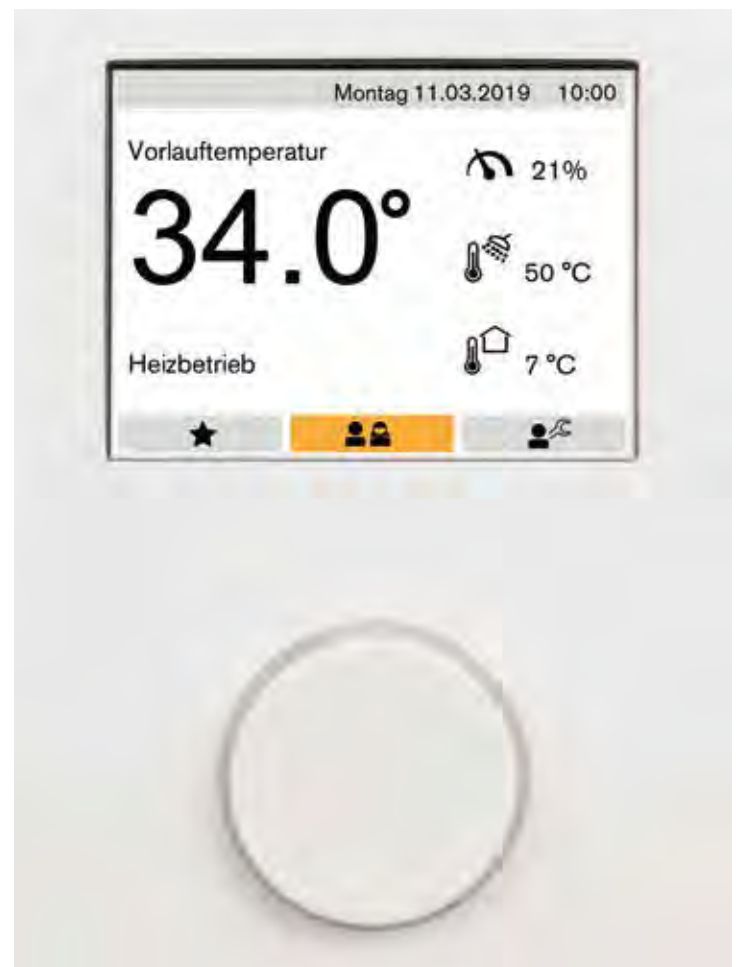 Montag 11.03.2019 10:00
Vorlauftemperatur
34.0°
21%
50 °C
Heizbetrieb
7 °C